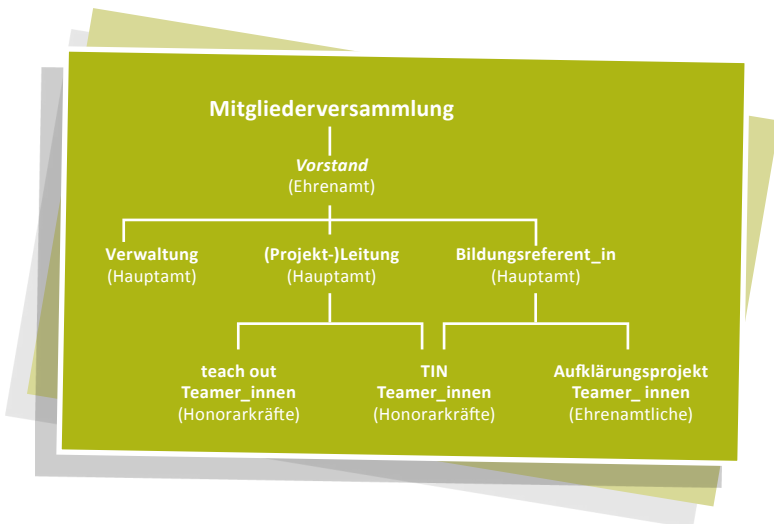 Mitgliederversammlung
Vorstand
(Ehrenamt)
Verwaltung
(Hauptamt)
(Projekt-)Leitung
(Hauptamt)
Bildungsreferent_in
(Hauptamt)
teach out
Teamer_innen
(Honorarkräfte)
TIN
Teamer_innen
(Honorarkräfte)
Aufklärungsprojekt
Teamer_ innen
(Ehrenamtliche)